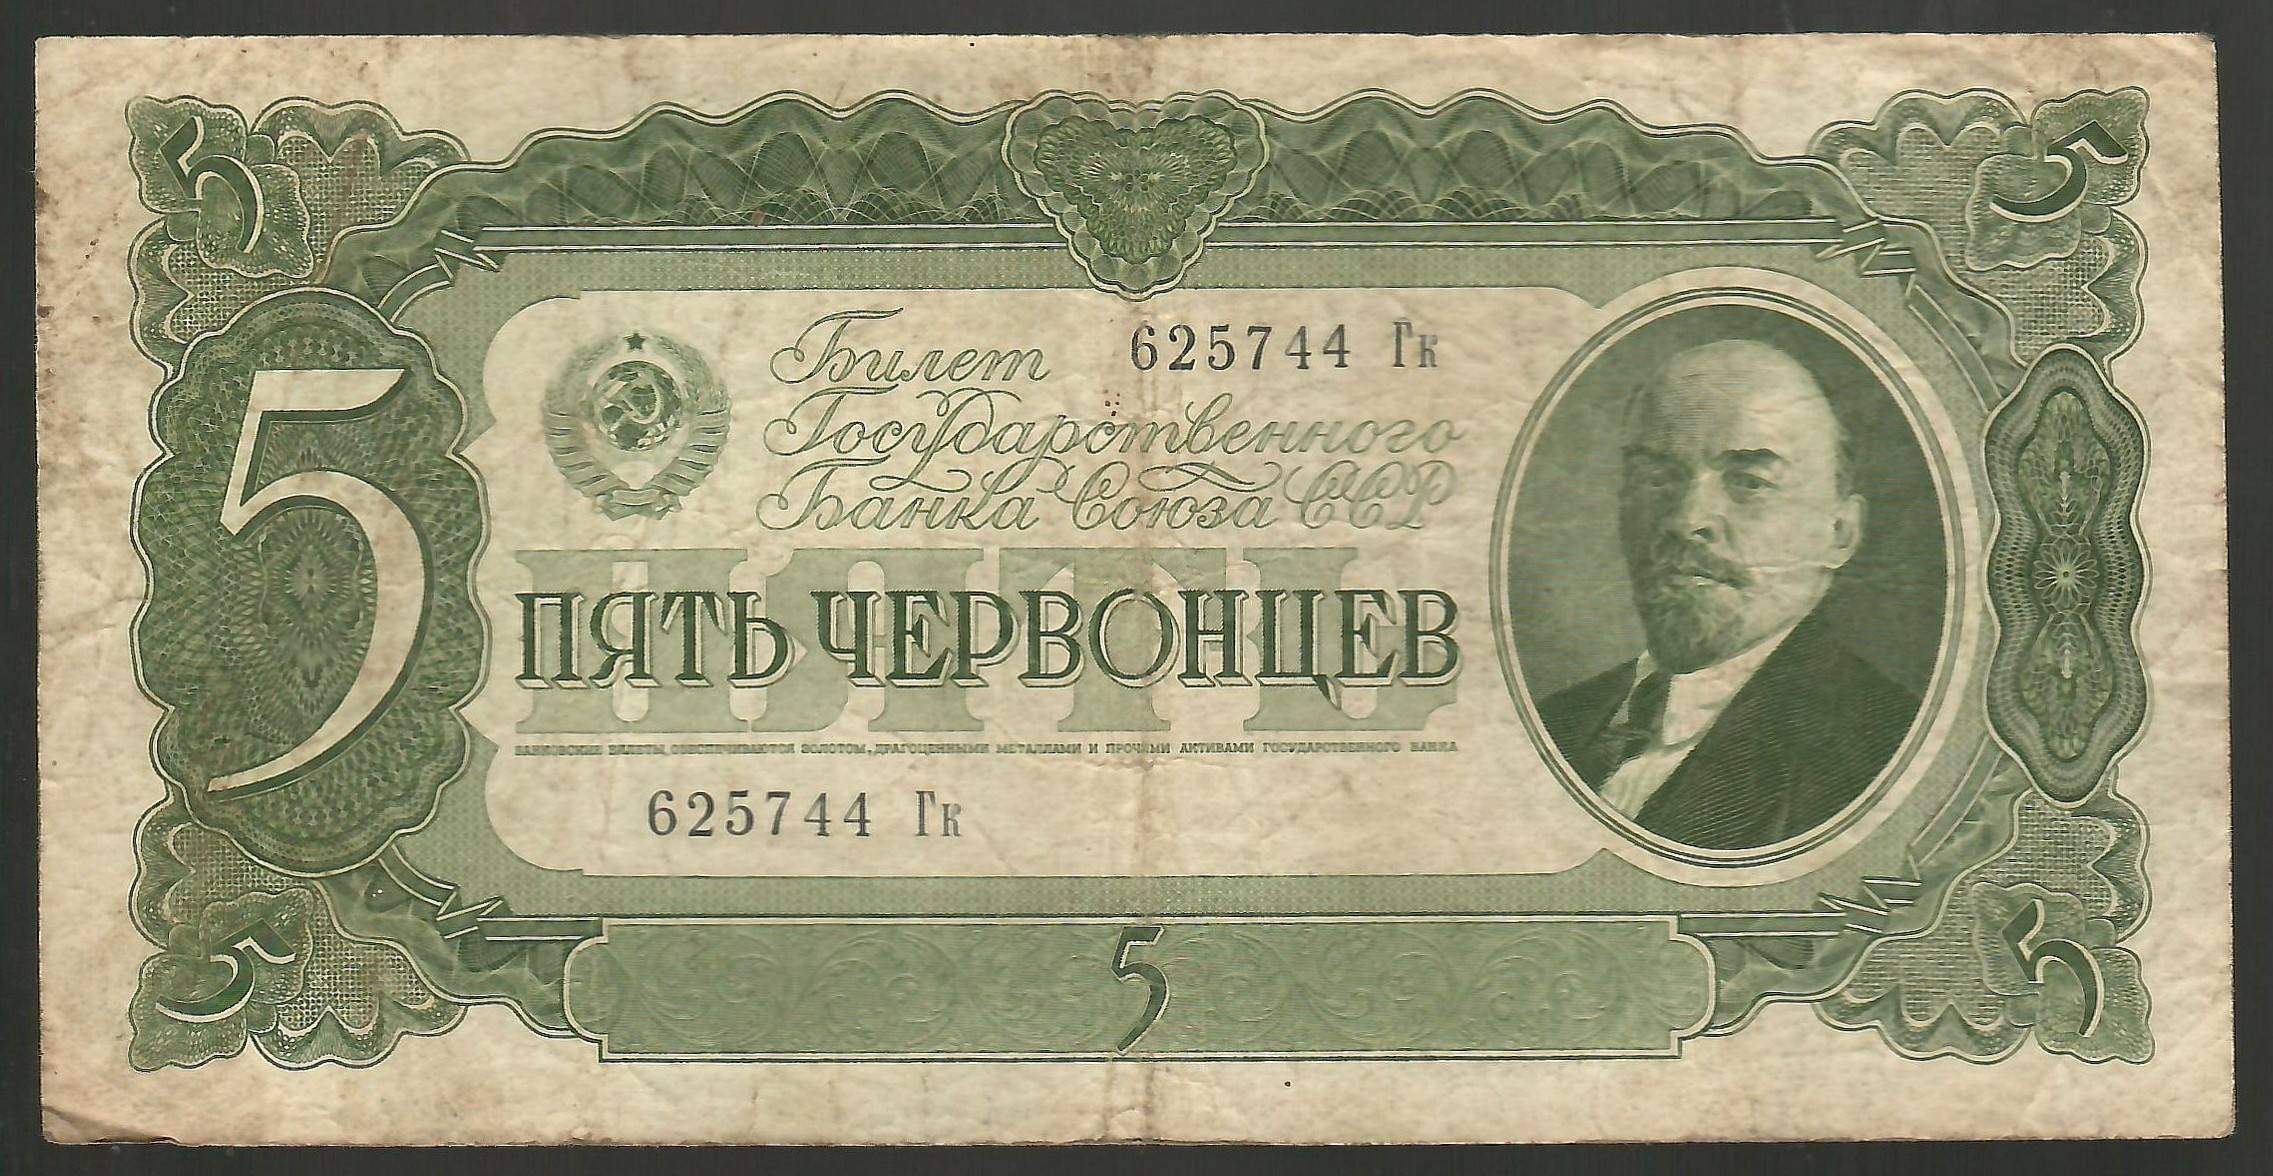 5 5
Билет 625744 Гк
Государственного
Банка Союза ССР
5
ПЯТЬ
ПЯТЬ ЧЕРВОНЦЕВ
БАНКОВСКИЕ БИЛЕТЫ, ОБЕСПЕЧИВАЮТСЯ ЗОЛОТОМ, ДРАГОЦЕННЫМИ МЕТАЛЛАМИ И ПРОЧИМИ АКТИВАМИ ГОСУДАРСТВЕННОГО БАНКА
625744 Гк
5 5 5